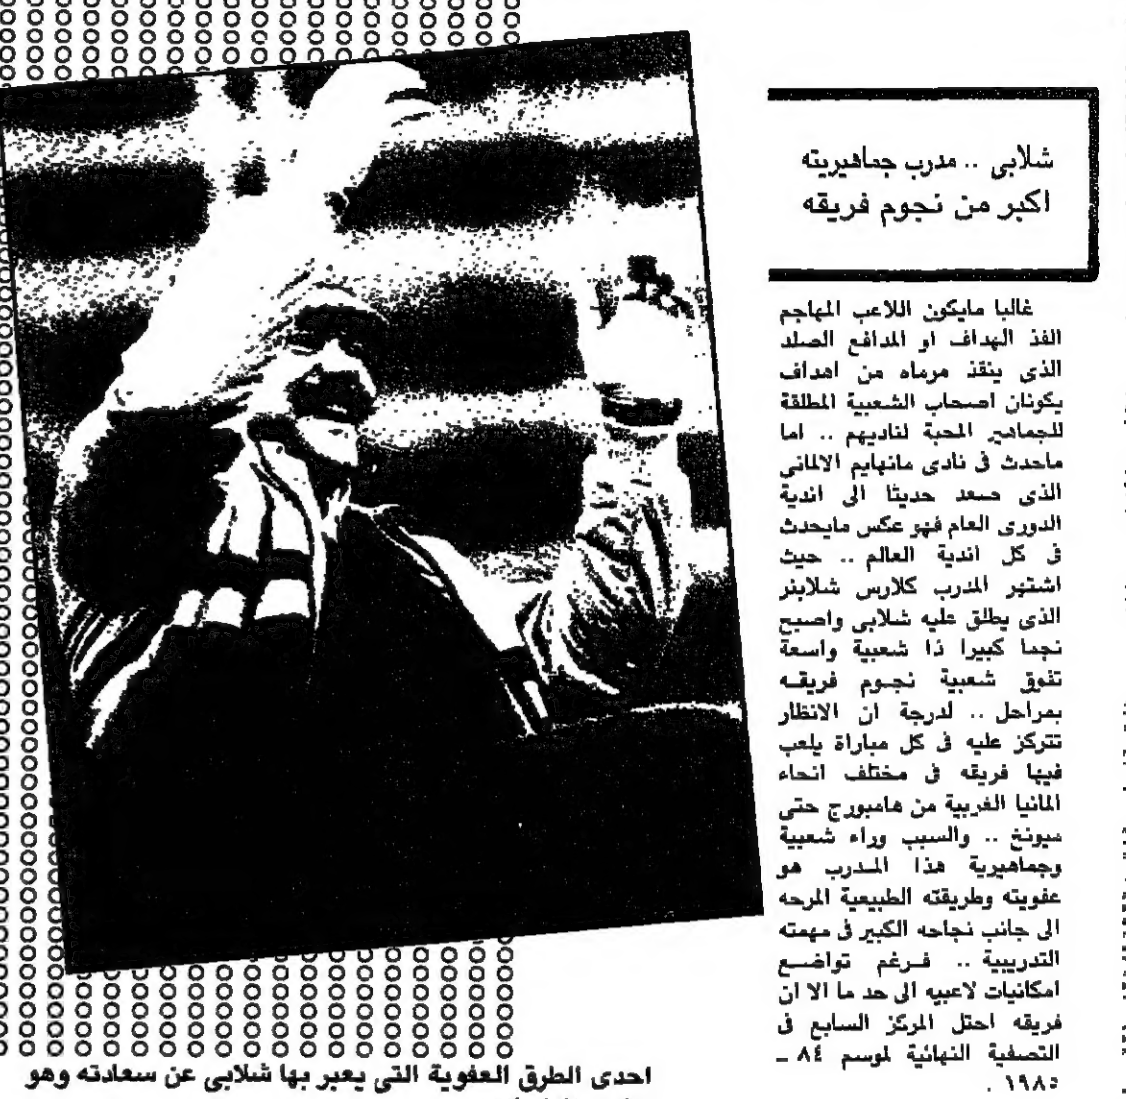 شلابى .. مدرب جماهيريته
اكبر من نجوم فريقه
غالبا مايكون اللاعب المهاجم
الفذ الهداف او المدافع الصلد
الذى ينقذ مرماه من اهداف
يكونان اصحاب الشعبية المطلقة
للجماهير المحبة لناديهم .. اما
ماحدث فى نادى مانهايم الالمانى
الذى صعد حديثا الى اندية
الدورى العام فهو عكس مايحدث
فى كل اندية العالم .. حيث
اشتهر المدرب كلاوس شلابنر
الذى يطلق عليه شلابى واصبح
نجما كبيرا ذا شعبية واسعة
تفوق شعبية نجوم فريقه
بمراحل .. لدرجة ان الانظار
تتركز عليه فى كل مباراة يلعب
فيها فريقه فى مختلف انحاء
المانيا الغربية من هامبورج حتى
ميونخ .. والسبب وراء شعبية
وجماهيرية هذا المدرب هو
عفويته وطريقته الطبيعية المرحه
الى جانب نجاحه الكبير فى مهمته
التدريبية .. فرغم تواضع
امكانيات لاعبيه الى حد ما الا ان
فريقه احتل المركز السابع فى
التصفية النهائية لموسم ٨٤ ـ
١٩٨٥ .
احدى الطرق العفوية التى يعبر بها شلابى عن سعادته وهو